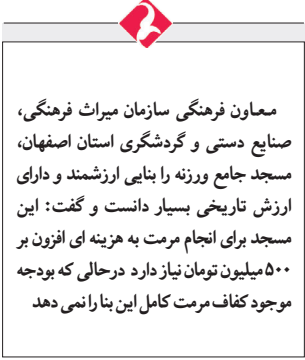 معاون فرهنگی سازمان میراث فرهنگی،
صنایع دستی و گردشگری استان اصفهان،
مسجد جامع ورزنه را بنایی ارزشمند و دارای
ارزش تاریخی بسیار دانست و گفت: این
مسجد برای انجام مرمت به هزینه ای افزون بر
۵۰۰ میلیون تومان نیاز دارد درحالی که بودجه
موجود کفاف مرمت کامل این بنا را نمی دهد